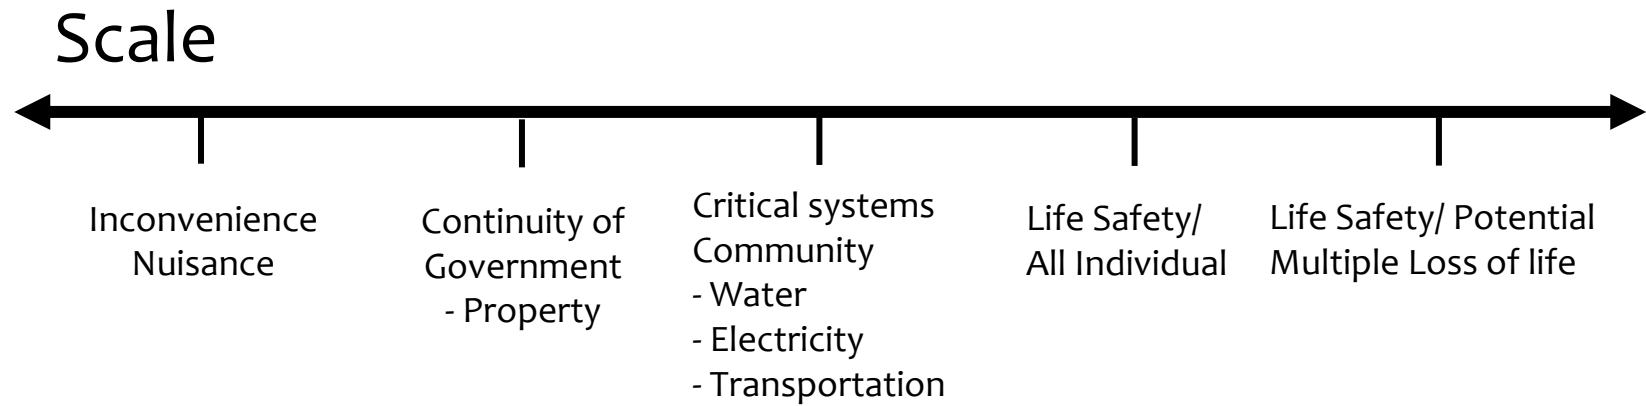 Scale
Inconvenience
Nuisance
Continuity of
Government
- Property
Critical systems
Community
- Water
- Electricity
- Transportation
Life Safety/
All Individual
Life Safety/ Potential
Multiple Loss of life